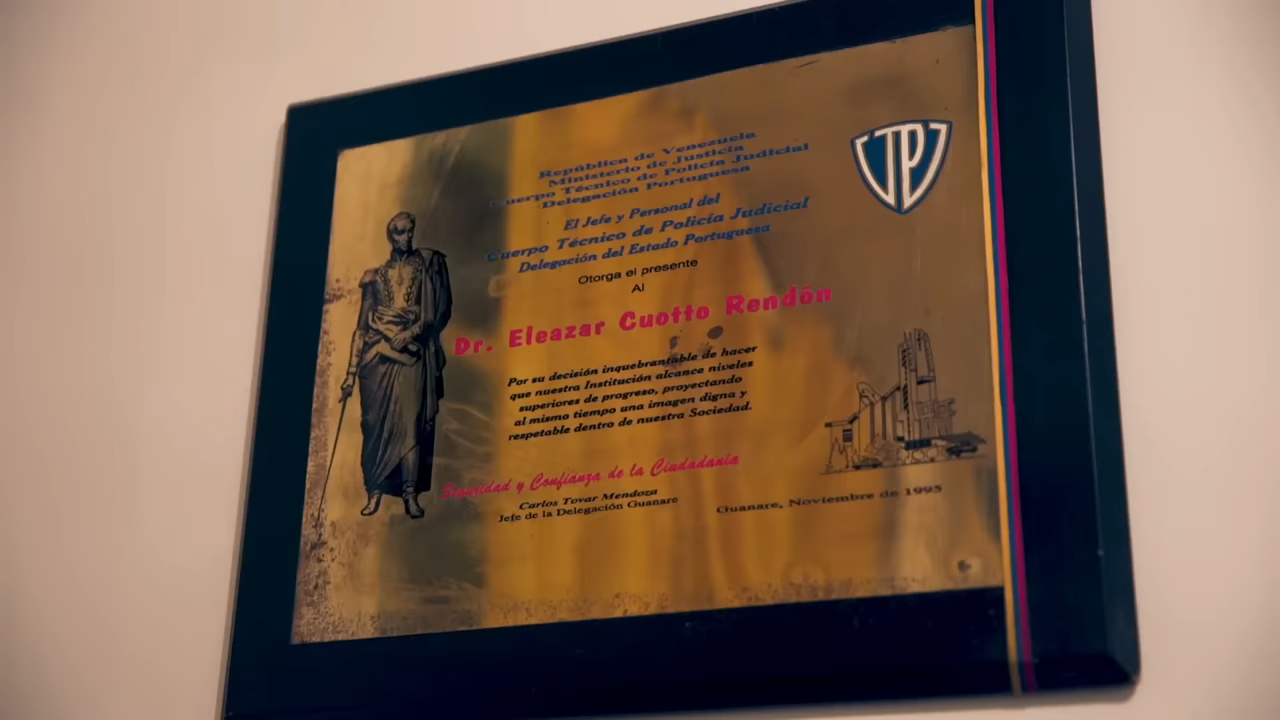 República de Venezuela
Ministerio de Justicia
Cuerpo Técnico de Policía Judicial
Delegación Portuguesa
El Jefe y Personal del
Cuerpo Técnico de Policía Judicial
Delegación del Estado Portuguesa
Otorga el presente
Al
Dr. Eleazar Cuotto Rendón
Por su decisión inquebrantable de hacer
que nuestra Institución alcance niveles
superiores de progreso, proyectando
al mismo tiempo una imagen digna y
respetable dentro de nuestra Sociedad.
Seguridad y Confianza de la Ciudadania
Carlos Tovar Mendoza
Jefe de la Delegación Guanare
Guanare, Noviembre de 1995
PTJ